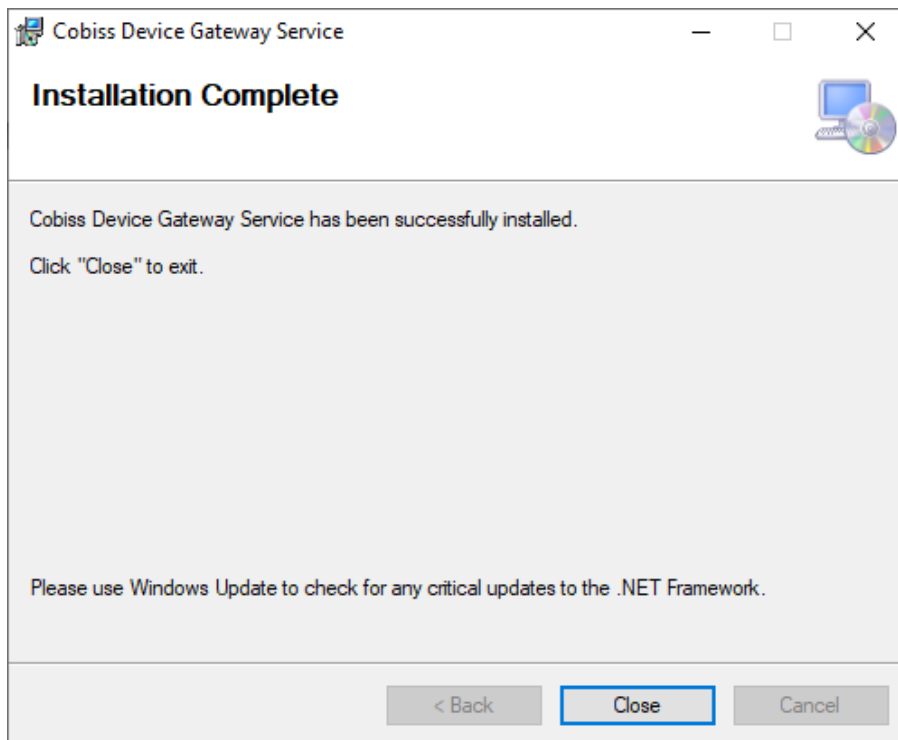 Cobiss Device Gateway Service
Installation Complete
Cobiss Device Gateway Service has been successfully installed.
Click "Close" to exit.
Please use Windows Update to check for any critical updates to the .NET Framework.
< Back
Close
Cancel